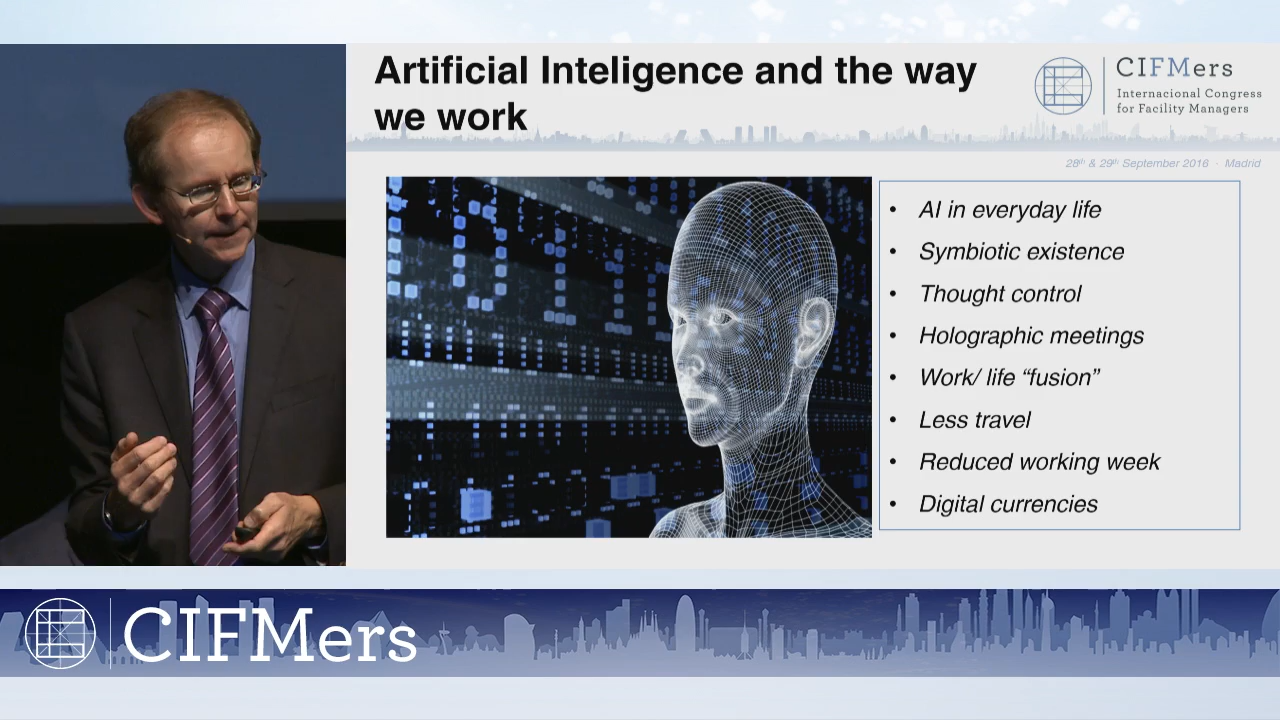 Artificial Inteligence and the way
we work
CIFMers
Internacional Congress
for Facility Managers
28th & 29th September 2016 - Madrid
• AI in everyday life
• Symbiotic existence
• Thought control
• Holographic meetings
• Work/ life “fusion”
• Less travel
• Reduced working week
• Digital currencies
CIFMers